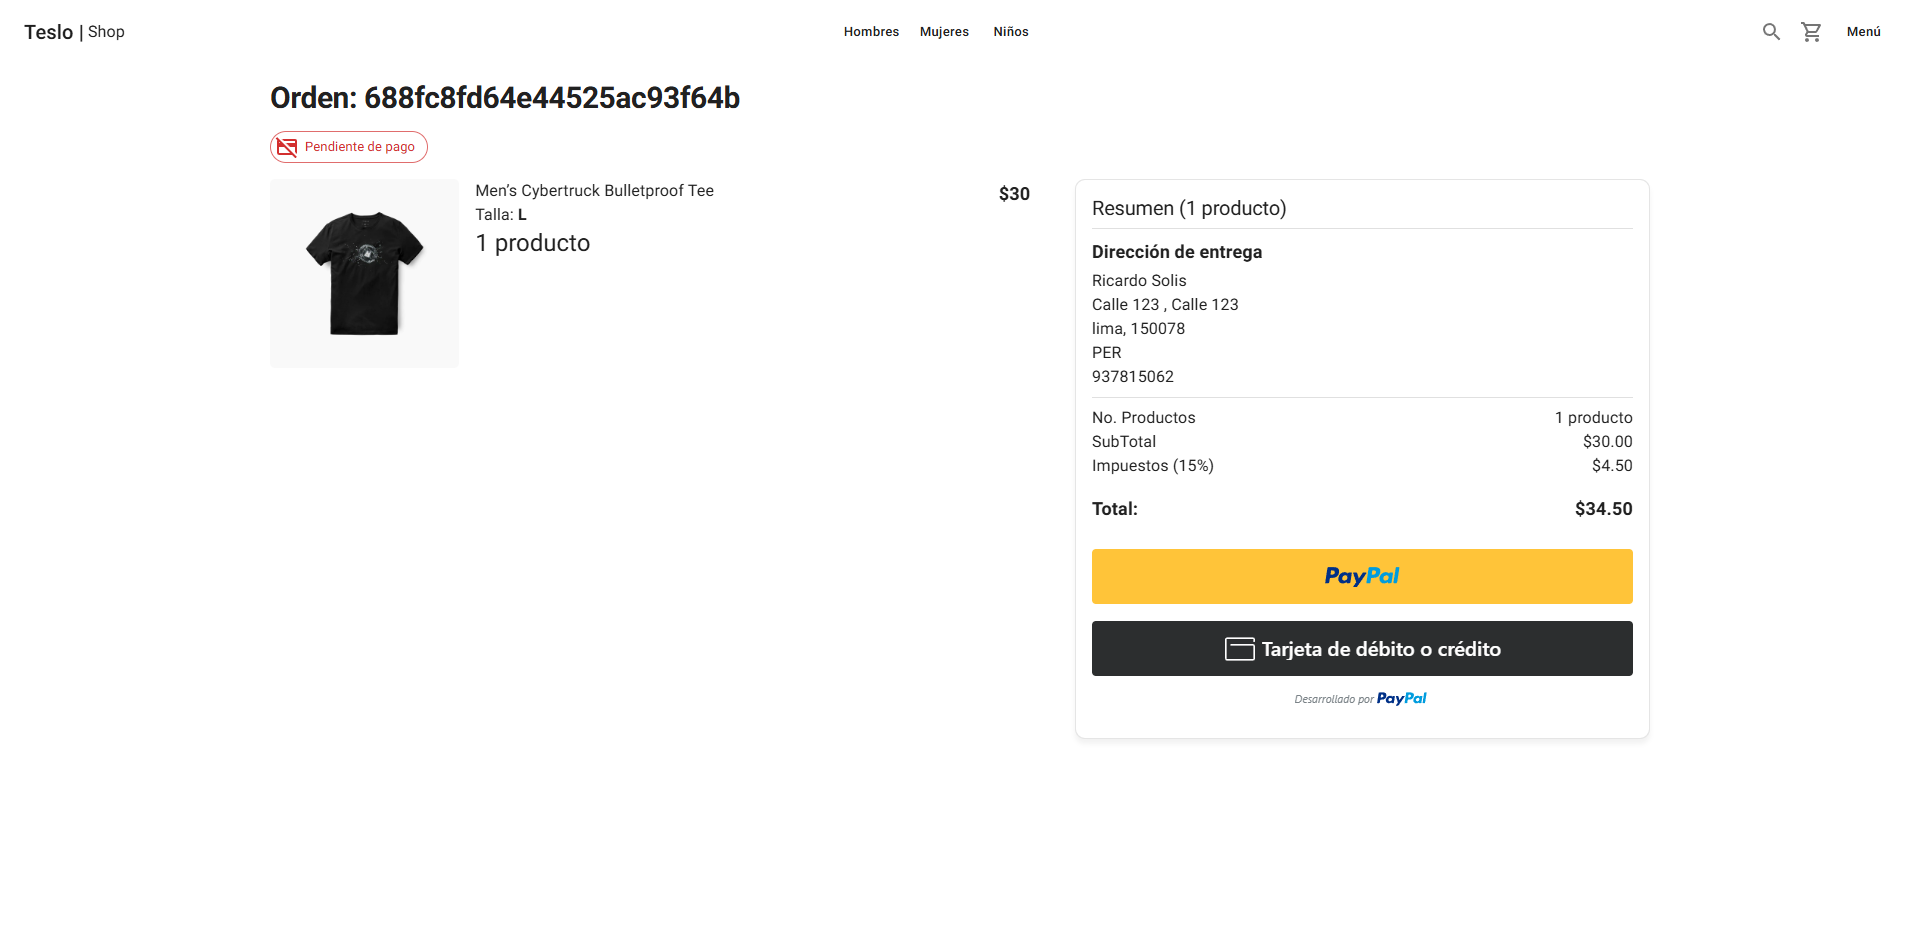 Teslo | Shop
Hombres Mujeres Niños
Menú
Orden: 688fc8fd64e44525ac93f64b
Pendiente de pago
Men’s Cybertruck Bulletproof Tee
$30
Talla: L
1 producto
Resumen (1 producto)
Dirección de entrega
Ricardo Solis
Calle 123 , Calle 123
lima, 150078
PER
937815062
No. Productos 1 producto
SubTotal $30.00
Impuestos (15%) $4.50
Total: $34.50
PayPal
Tarjeta de débito o crédito
Desarrollado por PayPal